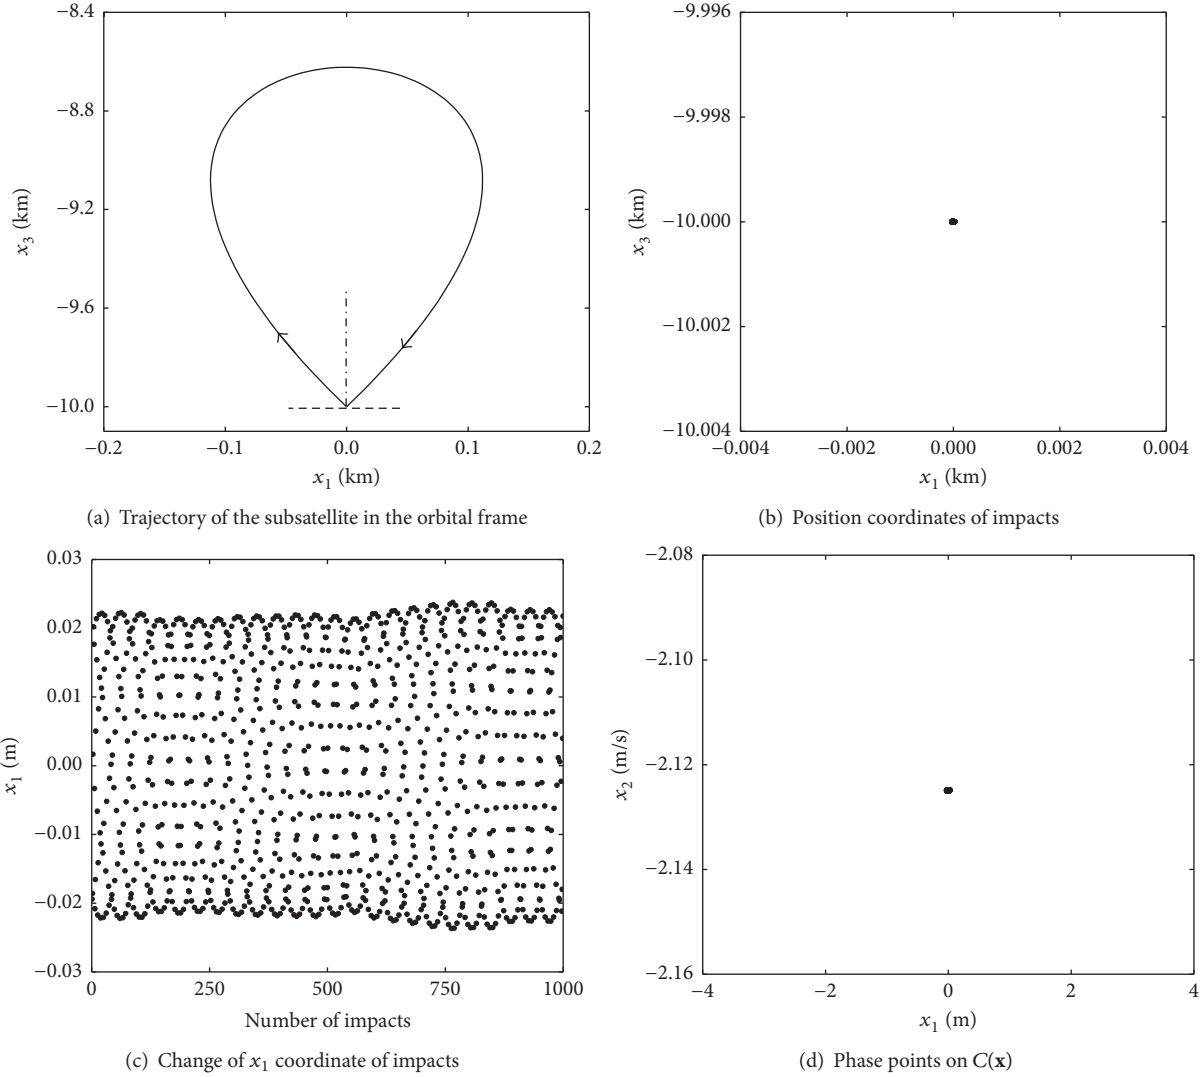 −8.4
−8.8
−9.2
−9.6
−10.0
x3 (km)
−0.2 −0.1 0.0 0.1 0.2
x1 (km)
(a) Trajectory of the subsatellite in the orbital frame
−9.996
−9.998
−10.000
−10.002
−10.004
x3 (km)
−0.004 −0.002 0.000 0.002 0.004
x1 (km)
(b) Position coordinates of impacts
0.03
0.02
0.01
0.00
−0.01
−0.02
−0.03
x1 (m)
0 250 500 750 1000
Number of impacts
(c) Change of x1 coordinate of impacts
−2.08
−2.10
−2.12
−2.14
−2.16
x2 (m/s)
−4 −2 0 2 4
x1 (m)
(d) Phase points on C(x)